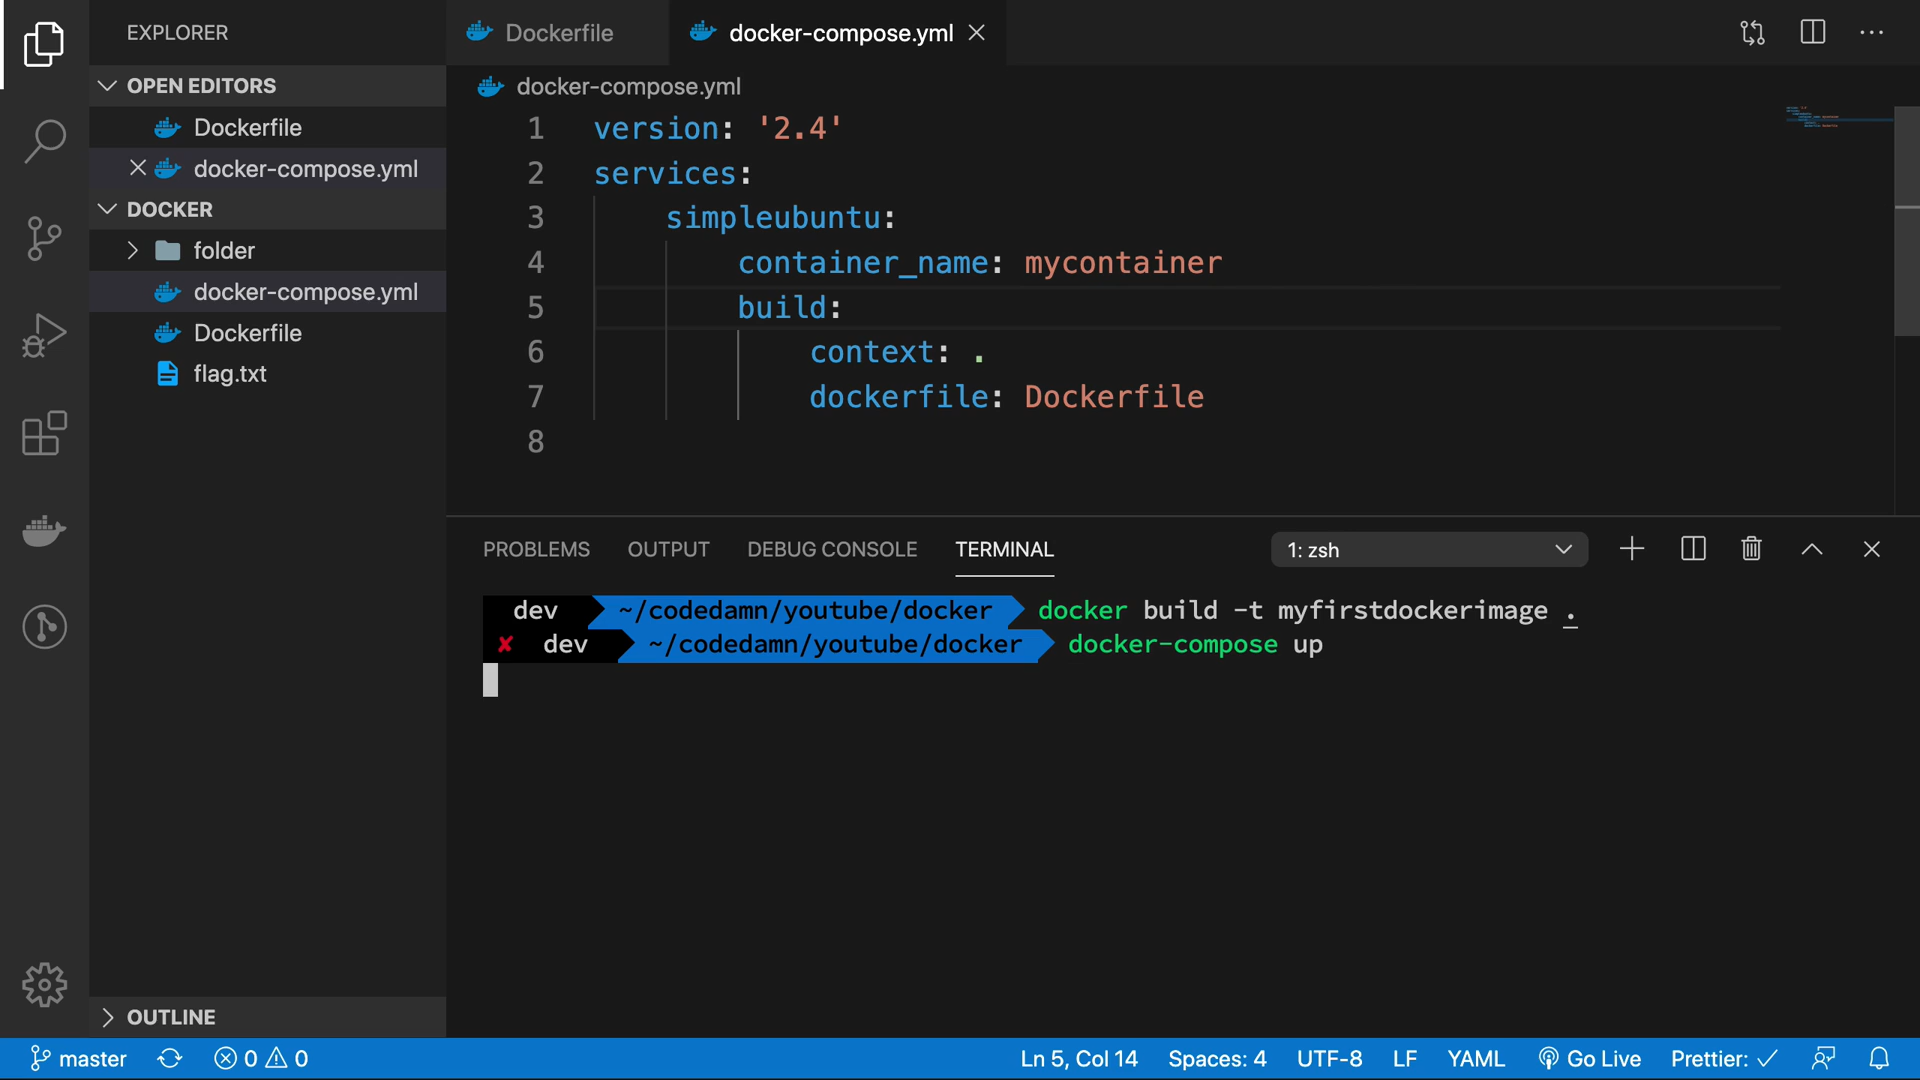 EXPLORER
OPEN EDITORS
Dockerfile
docker-compose.yml
DOCKER
folder
docker-compose.yml
Dockerfile
flag.txt
OUTLINE
Dockerfile
docker-compose.yml
docker-compose.yml
1 version: '2.4'
2 services:
3 simpleubuntu:
4 container_name: mycontainer
5 build:
6 context: .
7 dockerfile: Dockerfile
8
PROBLEMS OUTPUT DEBUG CONSOLE TERMINAL 1: zsh
dev ~/codedamn/youtube/docker docker build -t myfirstdockerimage .
✘ dev ~/codedamn/youtube/docker docker-compose up
master 0 0 Ln 5, Col 14 Spaces: 4 UTF-8 LF YAML Go Live Prettier: ✓